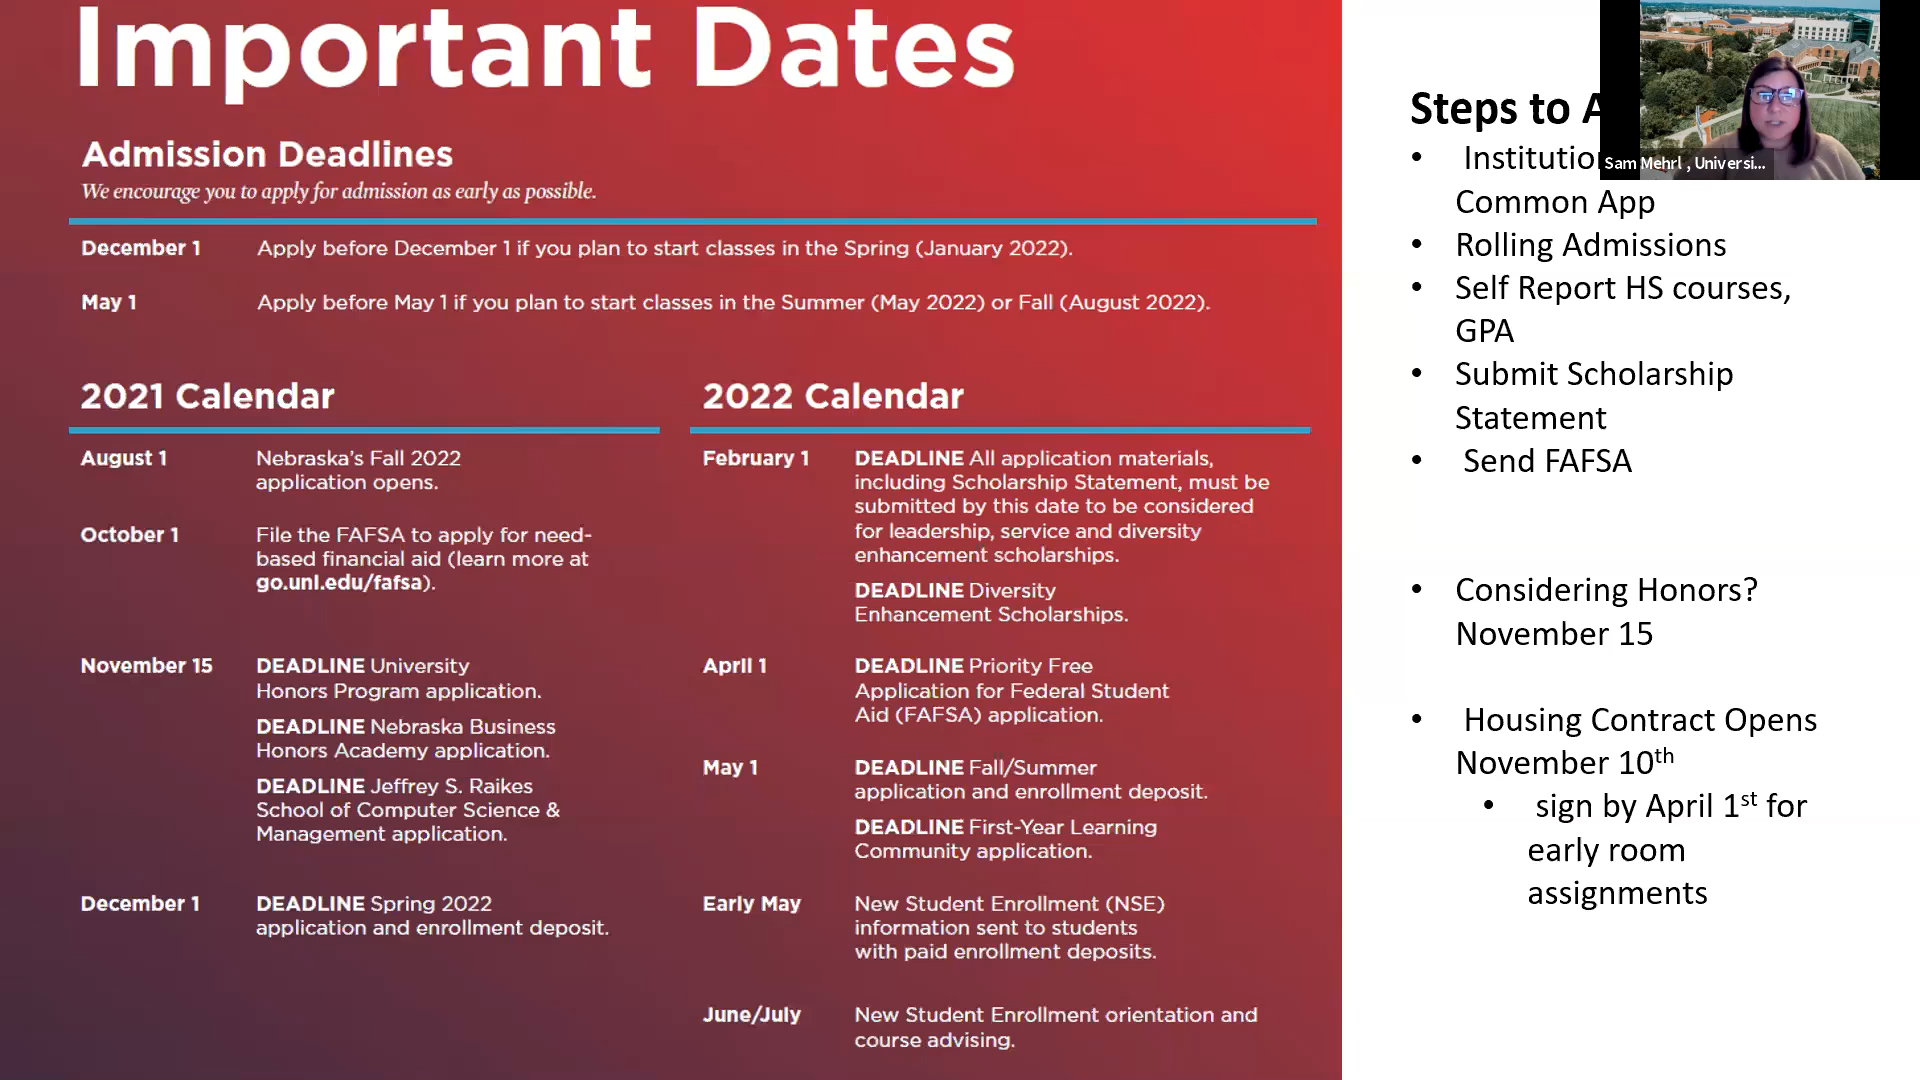 Important Dates
Admission Deadlines
We encourage you to apply for admission as early as possible.
December 1 Apply before December 1 if you plan to start classes in the Spring (January 2022).
May 1 Apply before May 1 if you plan to start classes in the Summer (May 2022) or Fall (August 2022).
2021 Calendar
August 1 Nebraska's Fall 2022
application opens.
October 1 File the FAFSA to apply for need-
based financial aid (learn more at
go.unl.edu/fafsa).
November 15 DEADLINE University
Honors Program application.
DEADLINE Nebraska Business
Honors Academy application.
DEADLINE Jeffrey S. Raikes
School of Computer Science &
Management application.
December 1 DEADLINE Spring 2022
application and enrollment deposit.
2022 Calendar
February 1 DEADLINE All application materials,
including Scholarship Statement, must be
submitted by this date to be considered
for leadership, service and diversity
enhancement scholarships.
DEADLINE Diversity
Enhancement Scholarships.
April 1 DEADLINE Priority Free
Application for Federal Student
Aid (FAFSA) application.
May 1 DEADLINE Fall/Summer
application and enrollment deposit.
DEADLINE First-Year Learning
Community application.
Early May New Student Enrollment (NSE)
information sent to students
with paid enrollment deposits.
June/July New Student Enrollment orientation and
course advising.
Steps to
• 
Common App
• Rolling Admissions
• Self Report HS courses,
GPA
• Submit Scholarship
Statement
• Send FAFSA
• Considering Honors?
November 15
• Housing Contract Opens
November 10th
• sign by April 1st for
early room
assignments
Sam Mehrl , Universi...